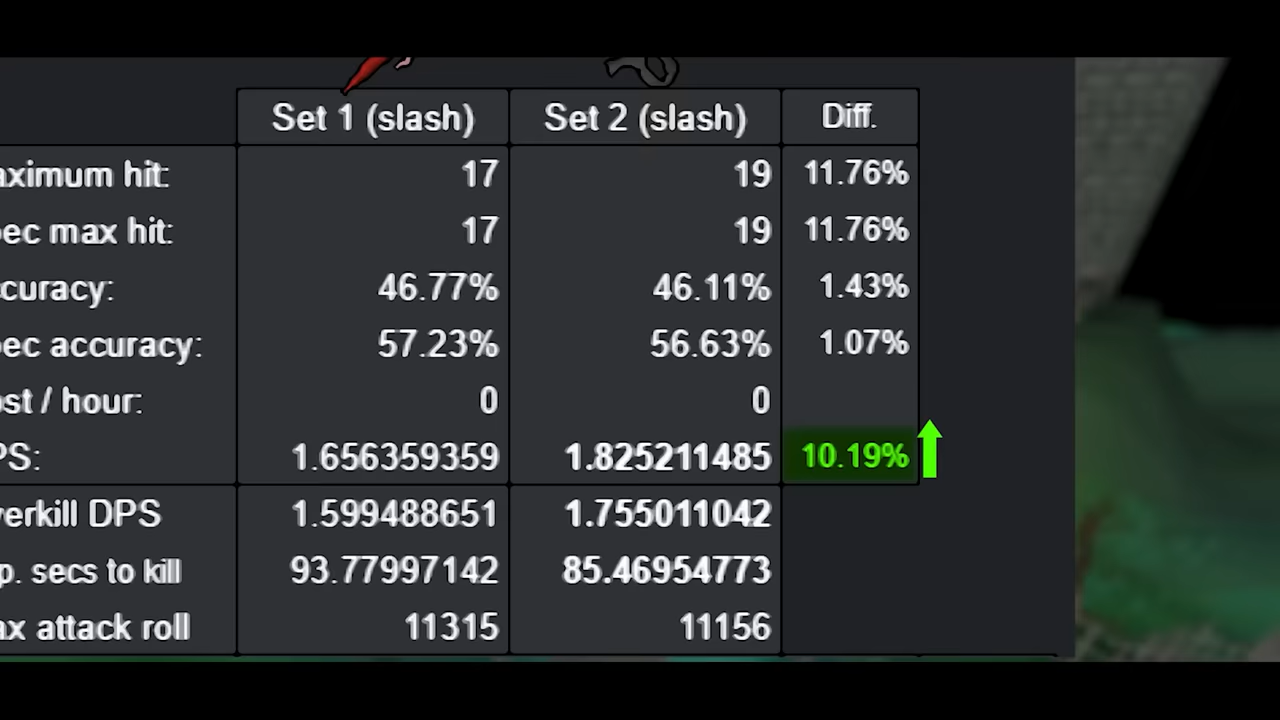 Set 1 (slash) Set 2 (slash) Diff.
aximum hit: 17 19 11.76%
ec max hit: 17 19 11.76%
curacy: 46.77% 46.11% 1.43%
ec accuracy: 57.23% 56.63% 1.07%
ost / hour: 0 0
PS: 1.656359359 1.825211485 10.19%
verkill DPS 1.599488651 1.755011042
p. secs to kill 93.77997142 85.46954773
ax attack roll 11315 11156